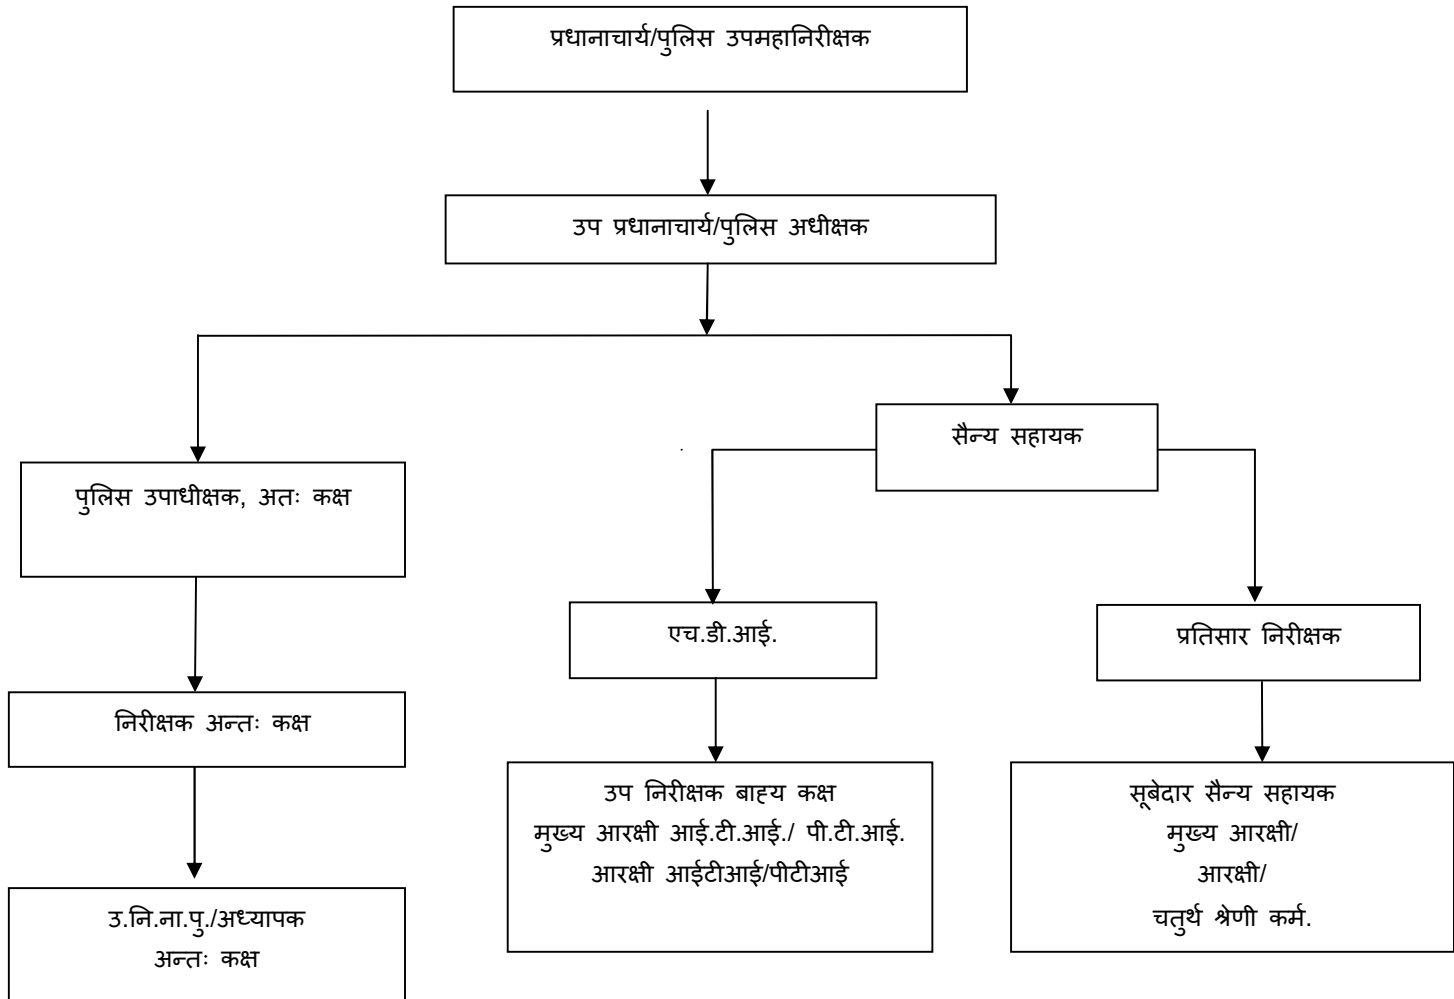 प्रधानाचार्य/पुलिस उपमहानिरीक्षक
उप प्रधानाचार्य/पुलिस अधीक्षक
सैन्य सहायक
पुलिस उपाधीक्षक, अतः कक्ष
एच.डी.आई.
प्रतिसार निरीक्षक
निरीक्षक अन्तः कक्ष
उप निरीक्षक बाह्य कक्ष
मुख्य आरक्षी आई.टी.आई./ पी.टी.आई.
आरक्षी आईटीआई/पीटीआई
सूबेदार सैन्य सहायक
मुख्य आरक्षी/
आरक्षी/
चतुर्थ श्रेणी कर्म.
उ.नि.ना.पु./अध्यापक
अन्तः कक्ष